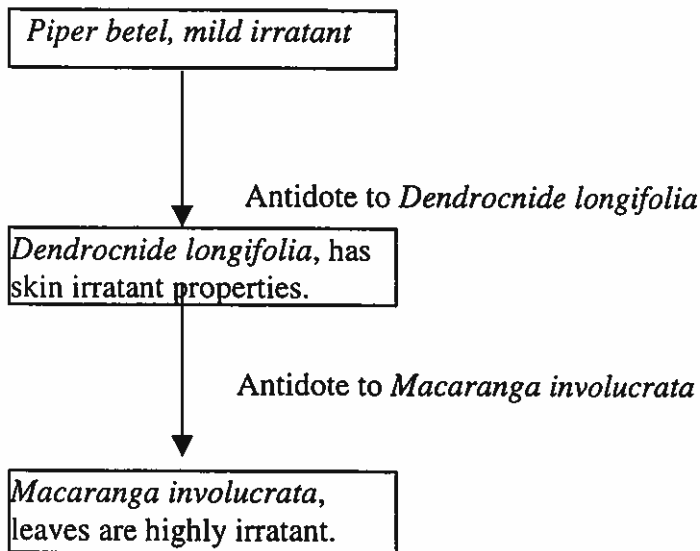 Piper betel, mild irratant
Antidote to Dendrocnide longifolia
Dendrocnide longifolia, has
skin irratant properties.
Antidote to Macaranga involucrata
Macaranga involucrata,
leaves are highly irratant.